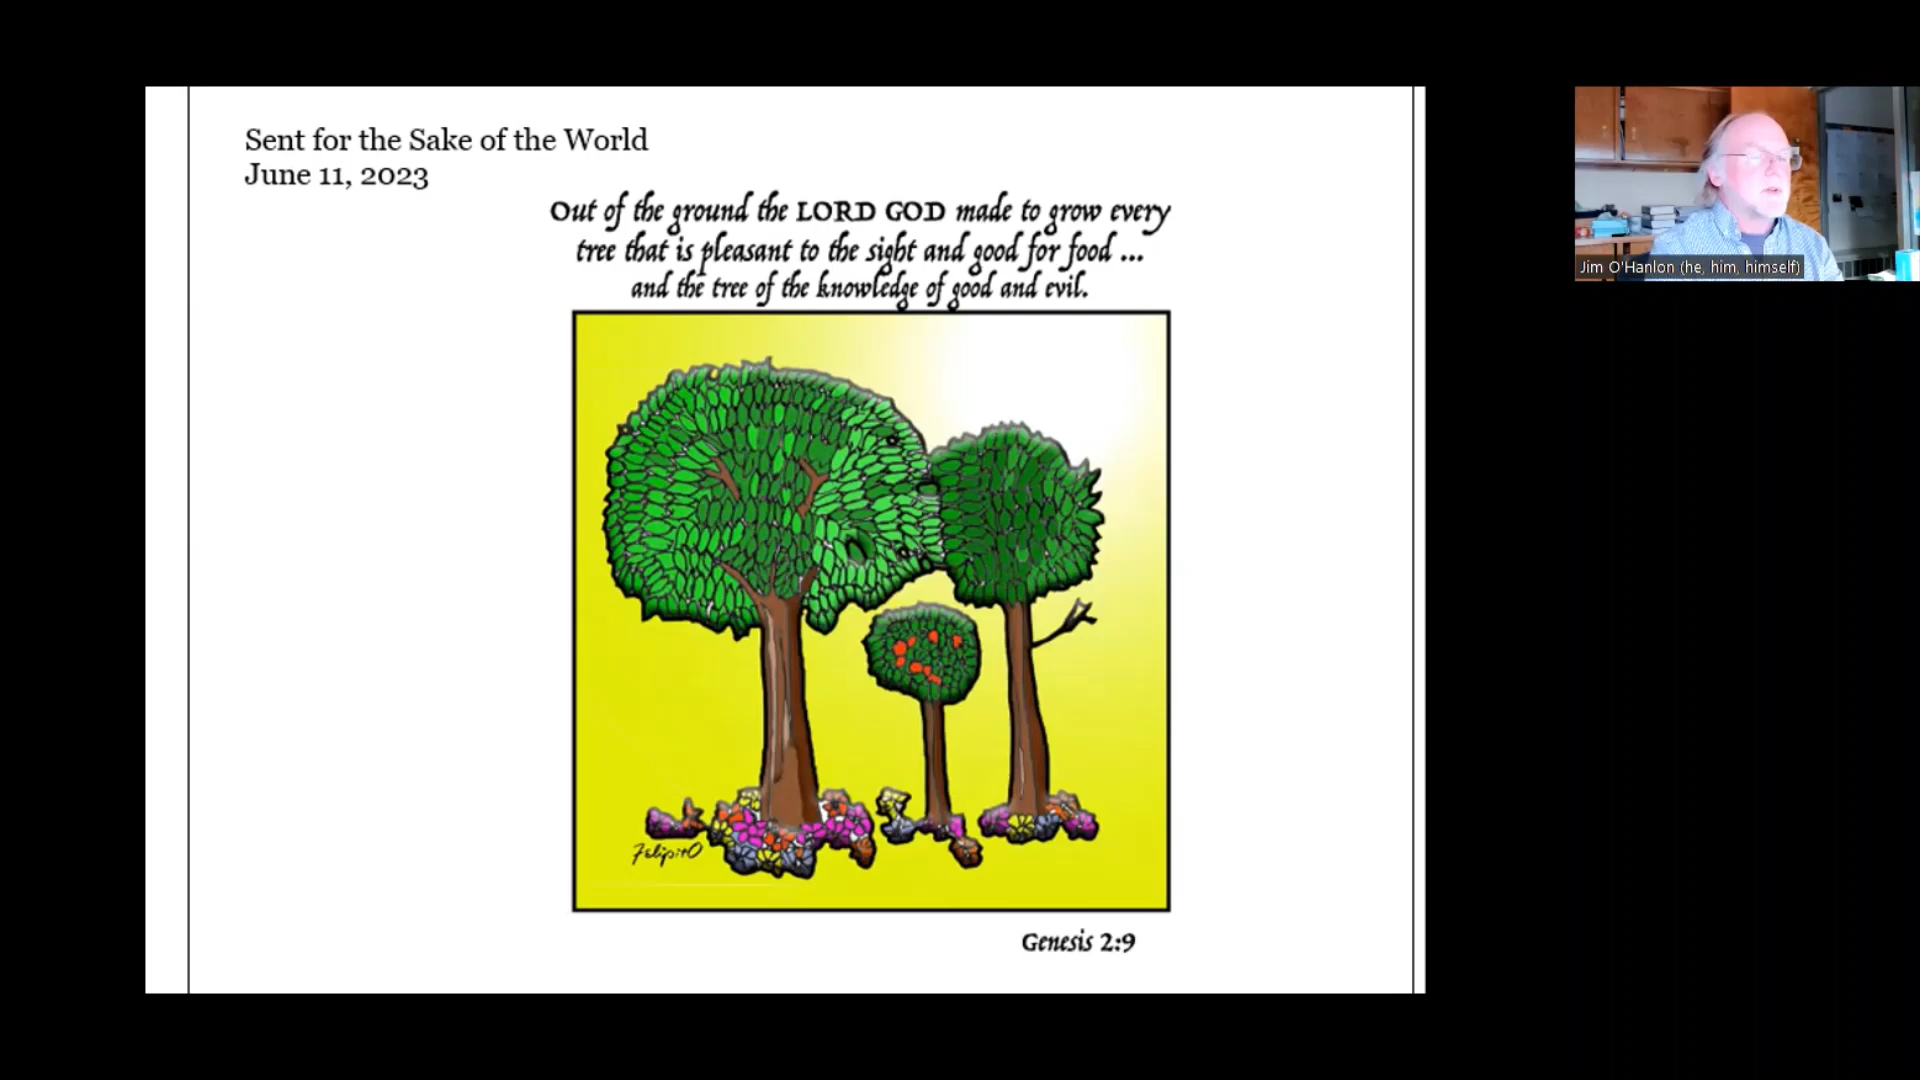 Sent for the Sake of the World
June 11, 2023
Out of the ground the LORD GOD made to grow every
tree that is pleasant to the sight and good for food ...
and the tree of the knowledge of good and evil.
FelipitO
Genesis 2:9
Jim O'Hanlon (he, him, himself)